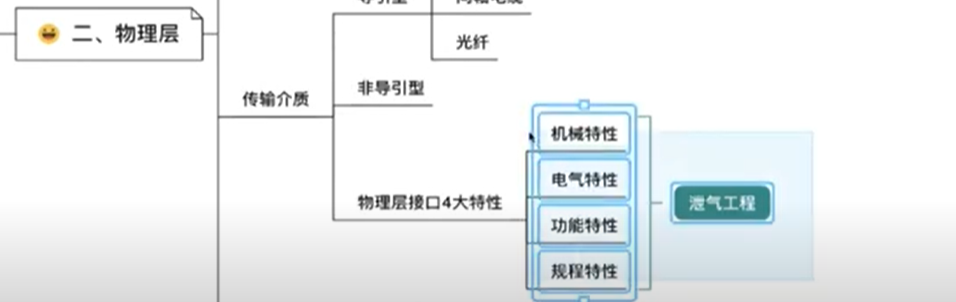 二、物理层
光纤
传输介质
非导引型
物理层接口4大特性
机械特性
电气特性
功能特性
规程特性
泄气工程